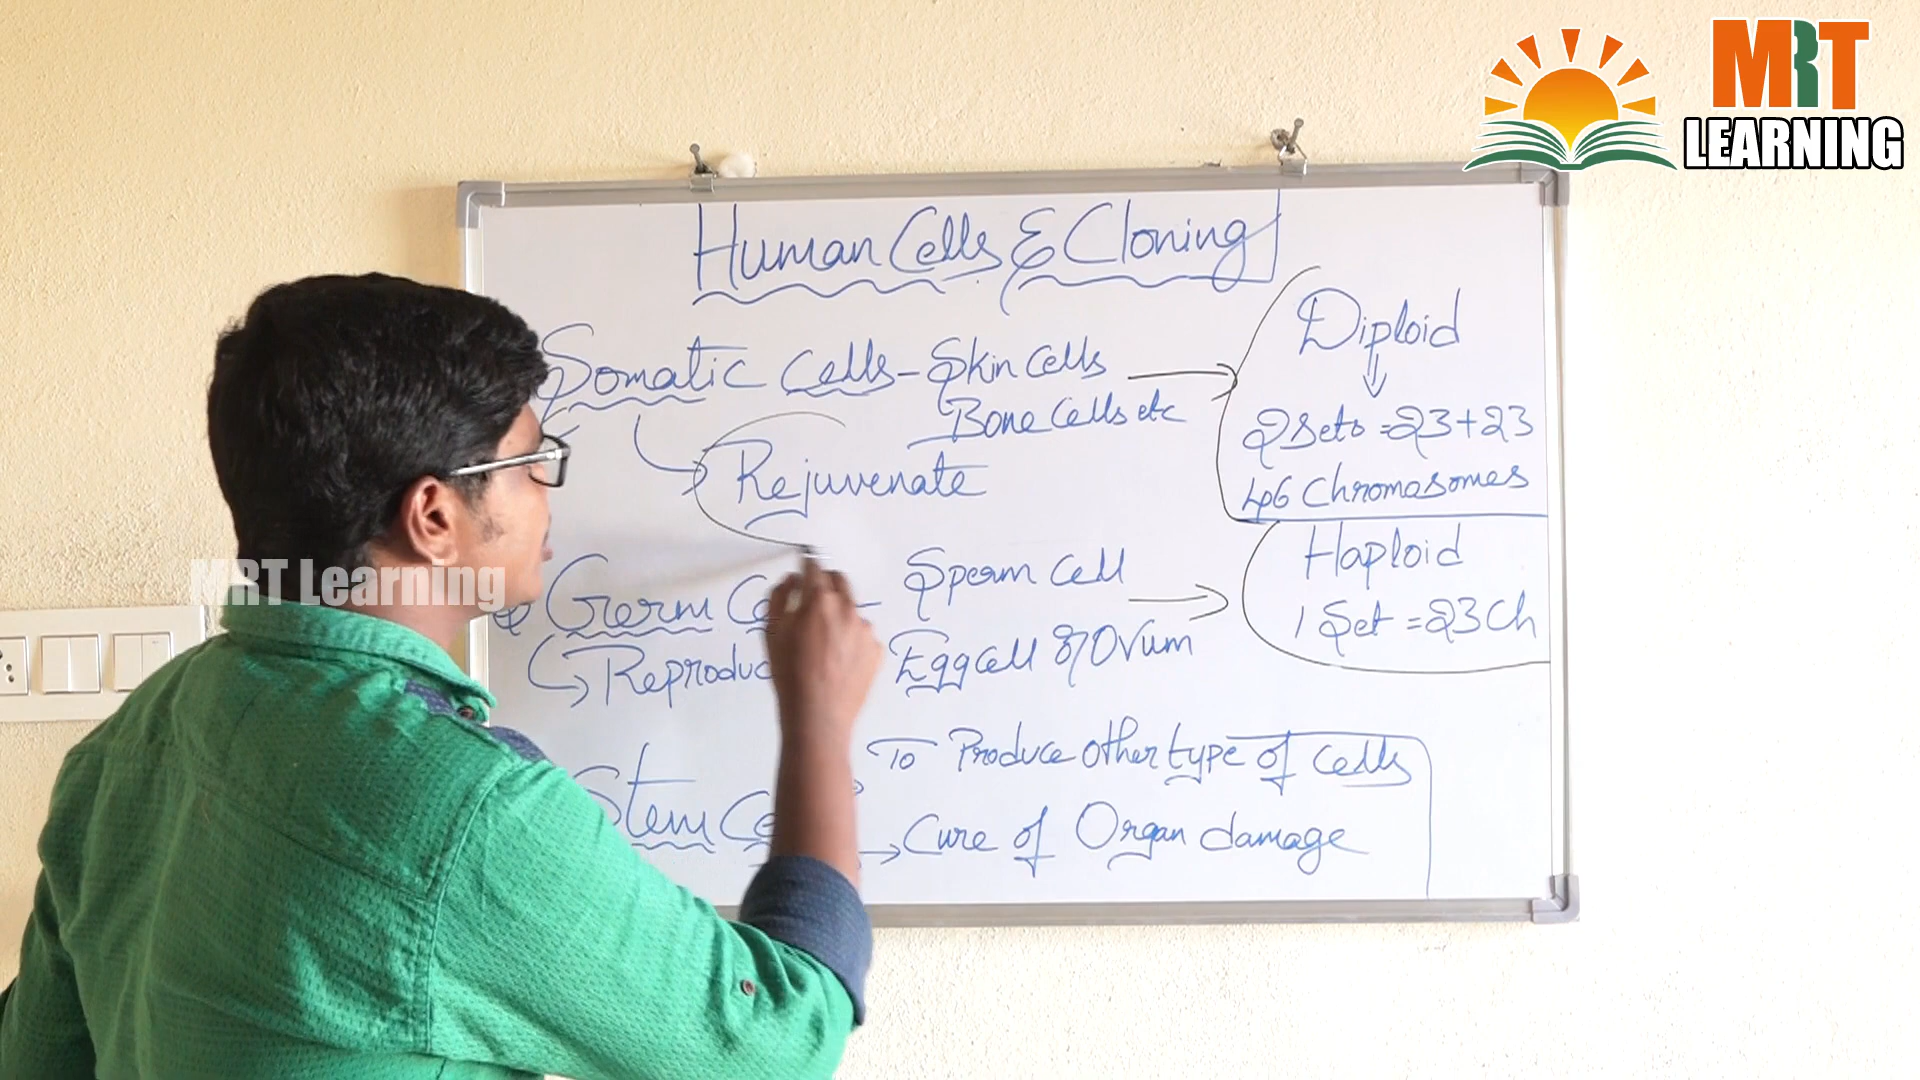 MRT
LEARNING
Human Cells & Cloning
Somatic Cells - Skin Cells
Bone Cells etc
Rejuvenate
Diploid
2 Sets = 23+23
46 Chromosomes
Germ Ce - Sperm Cell
Reproduc Egg cell or Ovum
Haploid
1 Set = 23 Ch
Stem Ce To Produce other type of cells
Cure of Organ damage
MRT Learning